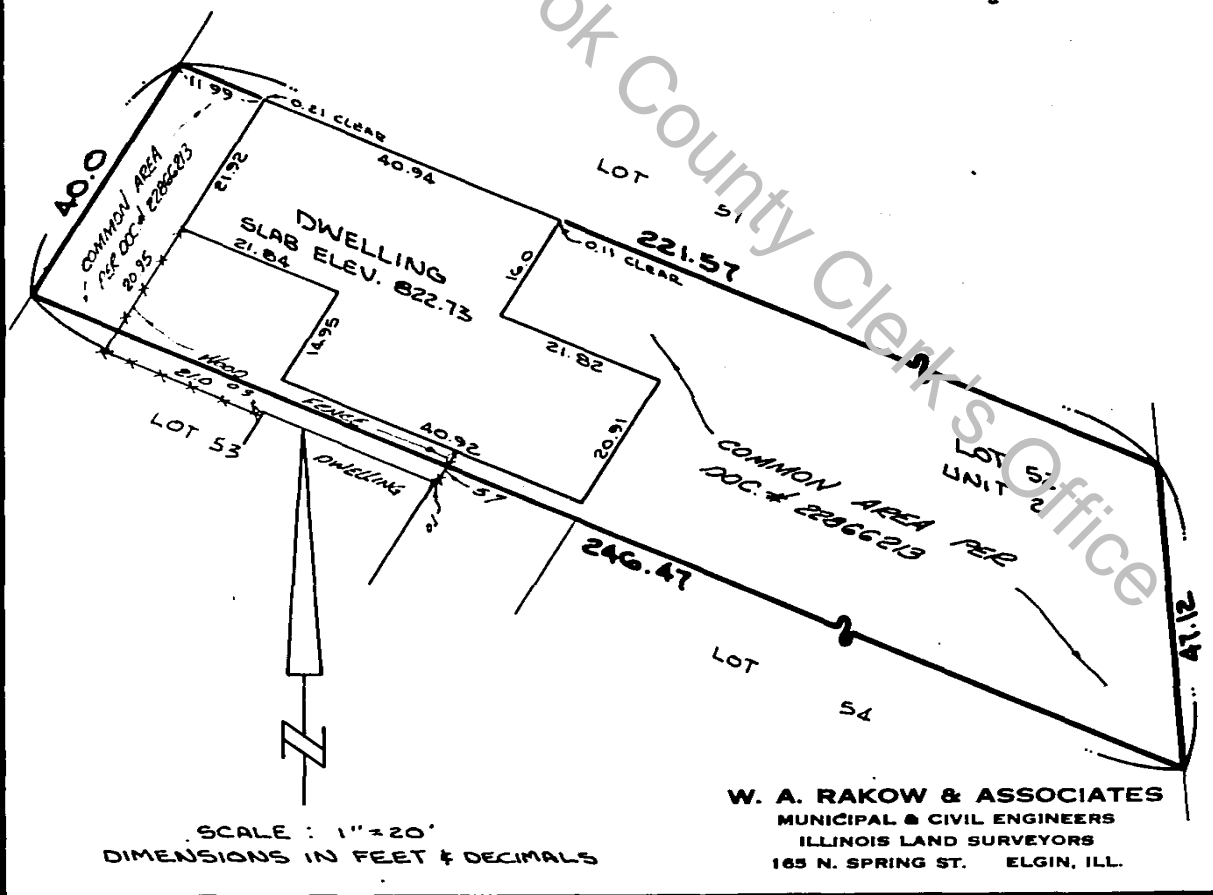 Cook County Clerk's Office
11.99
0.21 CLEAR
40.94
40.0
COMMON AREA
PER DOC # 22866213
21.92
20.95
LOT
51
DWELLING
SLAB ELEV. 822.73
21.84
16.0
0.11 CLEAR
221.57
14.95
21.82
WOOD
FENCE
21.0
LOT 53
40.92
20.91
DWELLING
COMMON AREA PER
DOC. # 22866213
LOT 52
UNIT 2
246.47
47.12
LOT
54
N
SCALE : 1"=20'
DIMENSIONS IN FEET & DECIMALS
W. A. RAKOW & ASSOCIATES
MUNICIPAL & CIVIL ENGINEERS
ILLINOIS LAND SURVEYORS
165 N. SPRING ST. ELGIN, ILL.